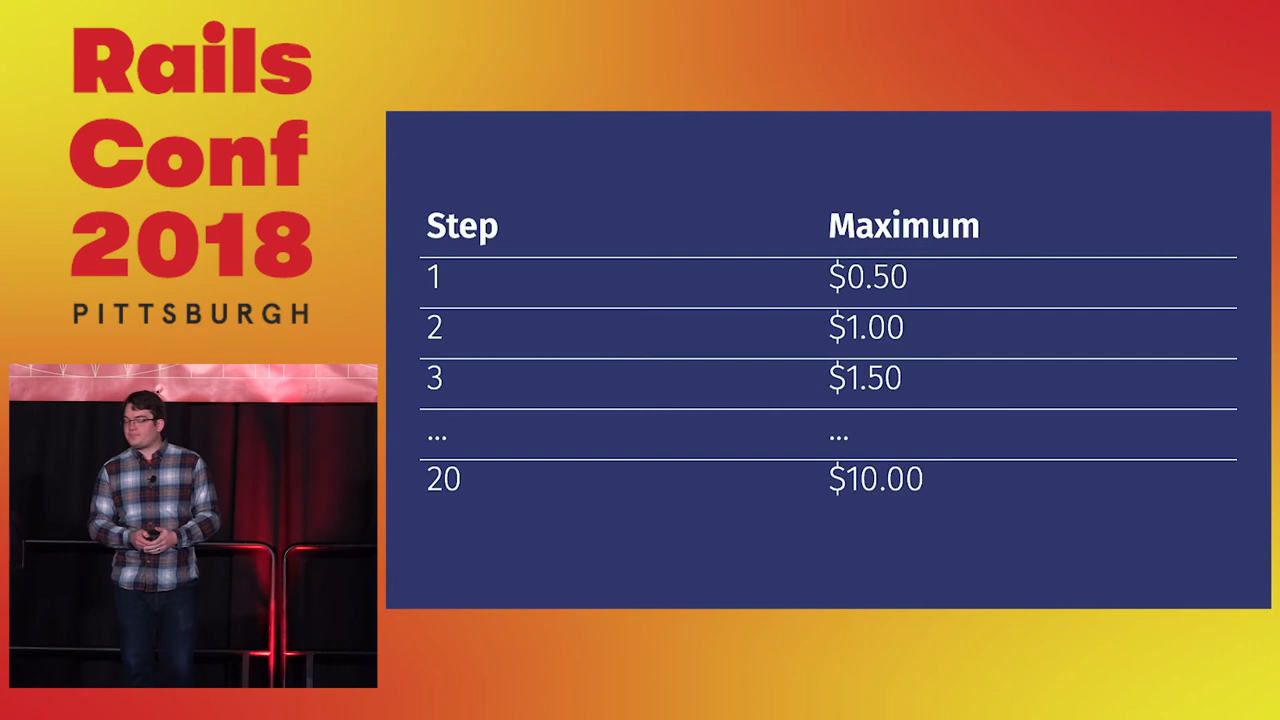 Rails
Conf
2018
PITTSBURGH
Step Maximum
1 $0.50
2 $1.00
3 $1.50
... ...
20 $10.00